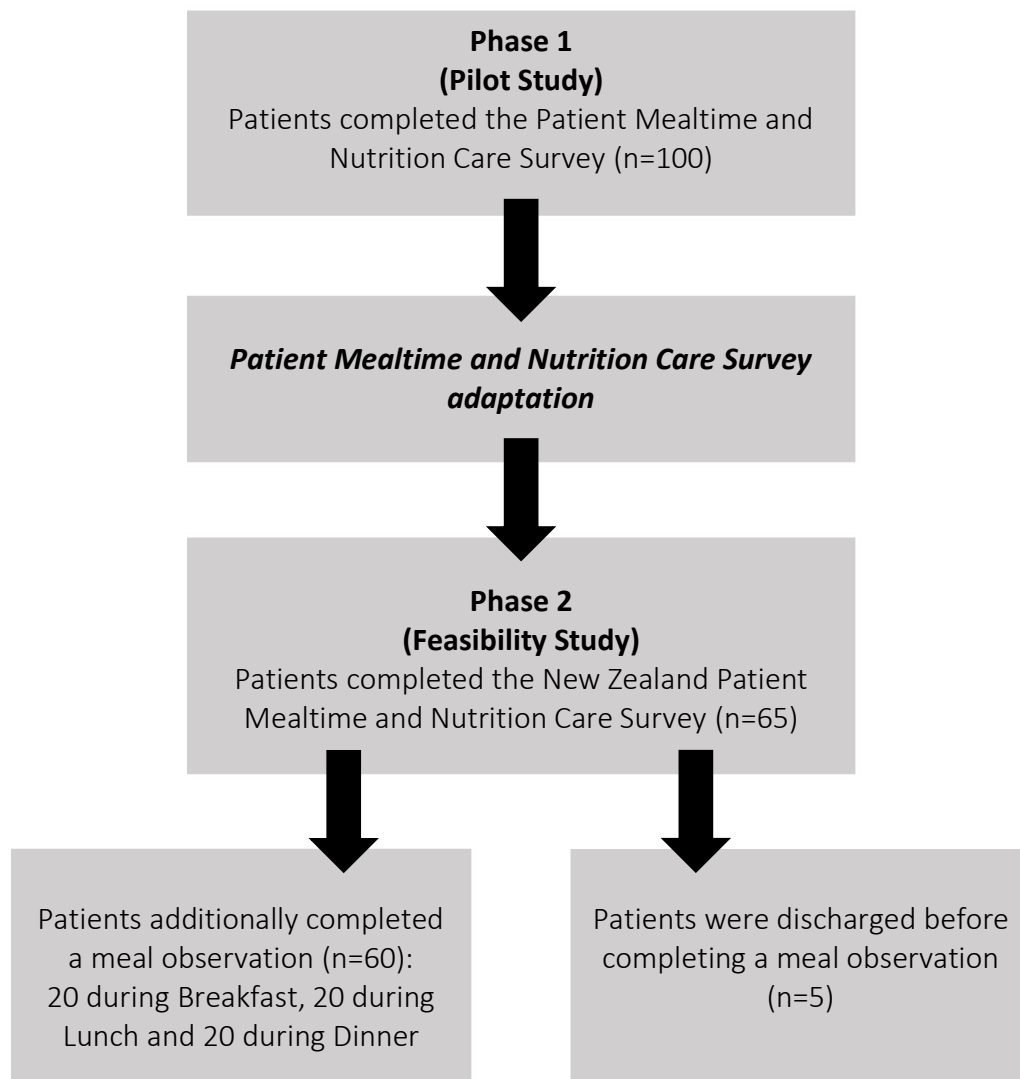 Phase 1
(Pilot Study)
Patients completed the Patient Mealtime and
Nutrition Care Survey (n=100)
Patient Mealtime and Nutrition Care Survey
adaptation
Phase 2
(Feasibility Study)
Patients completed the New Zealand Patient
Mealtime and Nutrition Care Survey (n=65)
Patients additionally completed
a meal observation (n=60):
20 during Breakfast, 20 during
Lunch and 20 during Dinner
Patients were discharged before
completing a meal observation
(n=5)